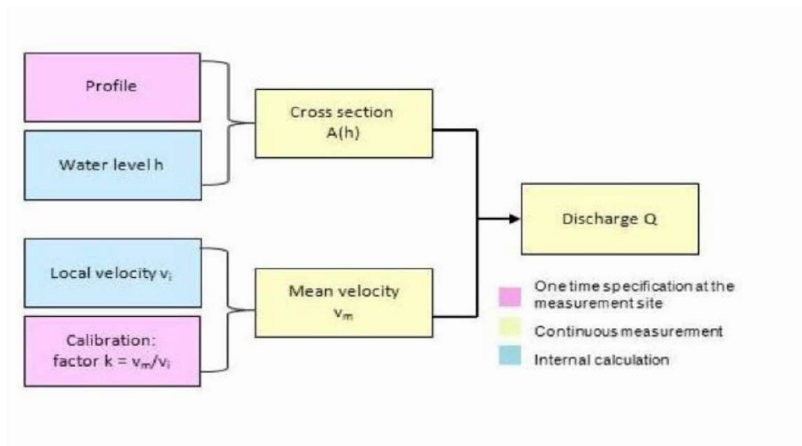 Profile
Water level h
Cross section
A(h)
Discharge Q
Local velocity vᵢ
Calibration:
factor k = vₘ/vᵢ
Mean velocity
vₘ
One time specification at the
measurement site
Continuous measurement
Internal calculation